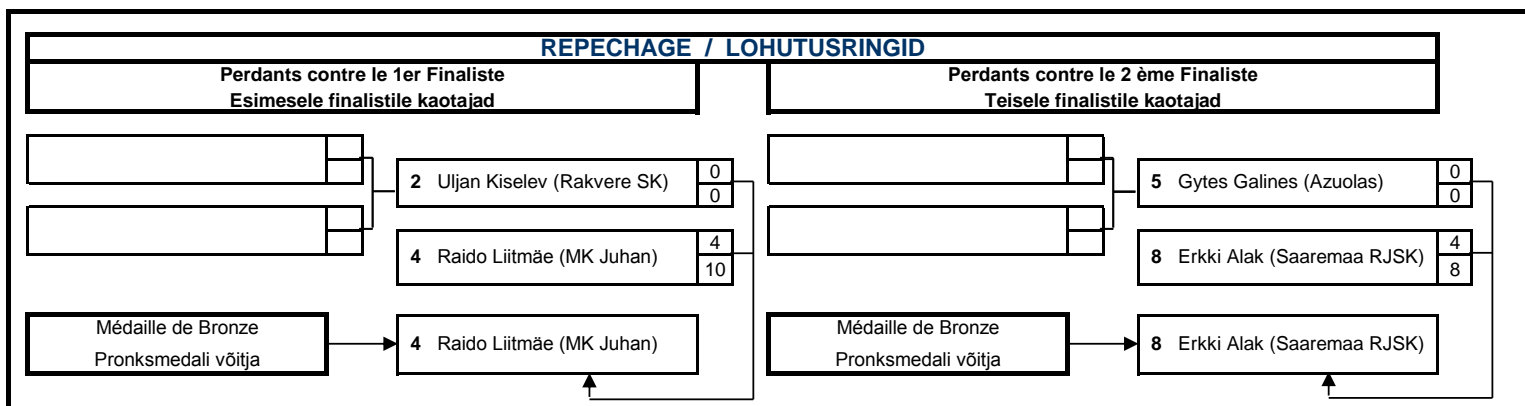 REPECHAGE / LOHUTUSRINGID
Perdants contre le 1er Finaliste
Esimesele finalistile kaotajad
Perdants contre le 2 ème Finaliste
Teisele finalistile kaotajad
2 Uljan Kiselev (Rakvere SK) 0
0
4 Raido Liitmäe (MK Juhan) 4
10
Médaille de Bronze
Pronksmedali võitja
4 Raido Liitmäe (MK Juhan)
5 Gytes Galines (Azuolas) 0
0
8 Erkki Alak (Saaremaa RJSK) 4
8
Médaille de Bronze
Pronksmedali võitja
8 Erkki Alak (Saaremaa RJSK)